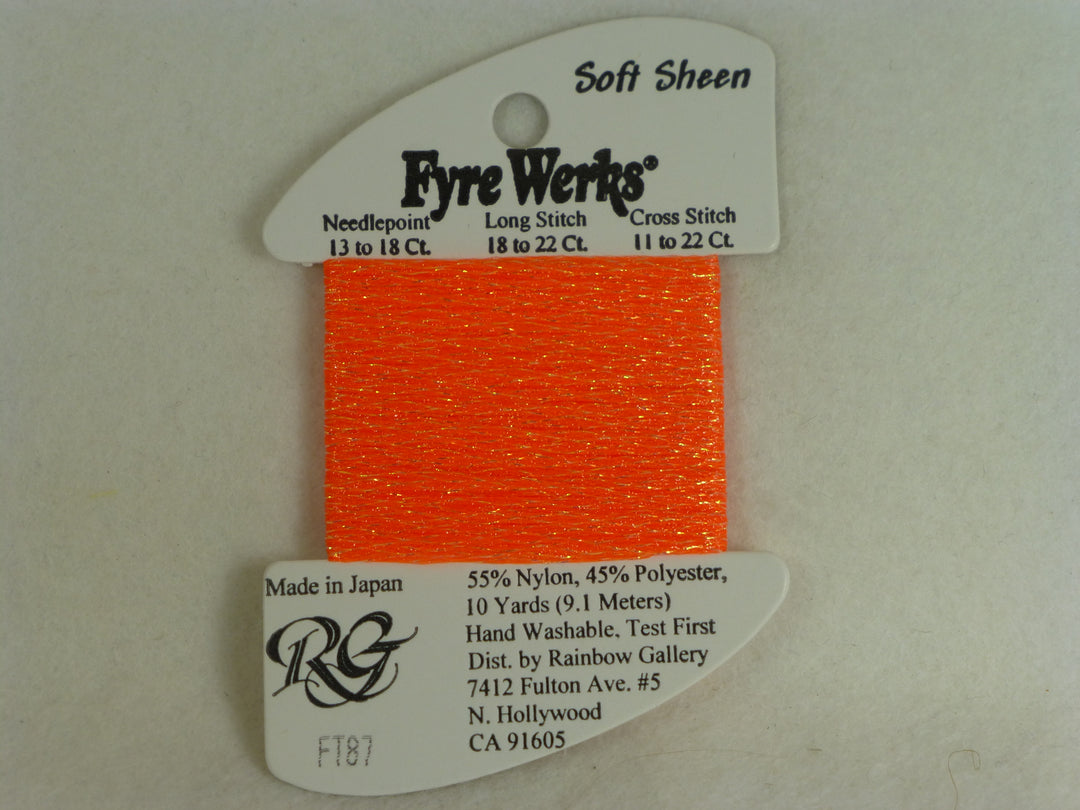 Soft Sheen
Fyre Werks®
Needlepoint Long Stitch Cross Stitch
13 to 18 Ct. 18 to 22 Ct. 11 to 22 Ct.
Made in Japan
RG
FT87
55% Nylon, 45% Polyester,
10 Yards (9.1 Meters)
Hand Washable, Test First
Dist. by Rainbow Gallery
7412 Fulton Ave. #5
N. Hollywood
CA 91605